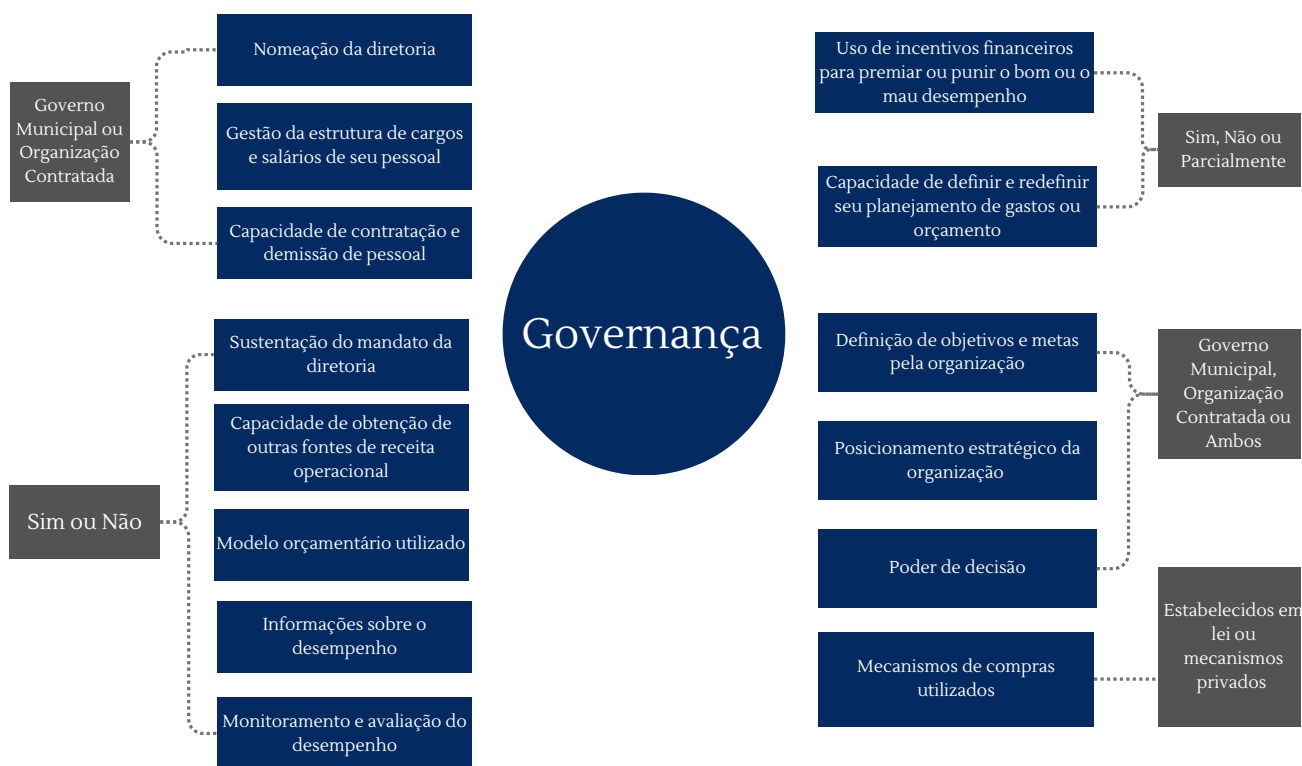 Governo
Municipal ou
Organização
Contratada
Nomeação da diretoria
Gestão da estrutura de cargos
e salários de seu pessoal
Capacidade de contratação e
demissão de pessoal
Sim ou Não
Sustentação do mandato da
diretoria
Capacidade de obtenção de
outras fontes de receita
operacional
Modelo orçamentário utilizado
Informações sobre o
desempenho
Monitoramento e avaliação do
desempenho
Governança
Uso de incentivos financeiros
para premiar ou punir o bom ou o
mau desempenho
Capacidade de definir e redefinir
seu planejamento de gastos ou
orçamento
Sim, Não ou
Parcialmente
Definição de objetivos e metas
pela organização
Posicionamento estratégico da
organização
Poder de decisão
Governo
Municipal,
Organização
Contratada ou
Ambos
Mecanismos de compras
utilizados
Estabelecidos em
lei ou
mecanismos
privados